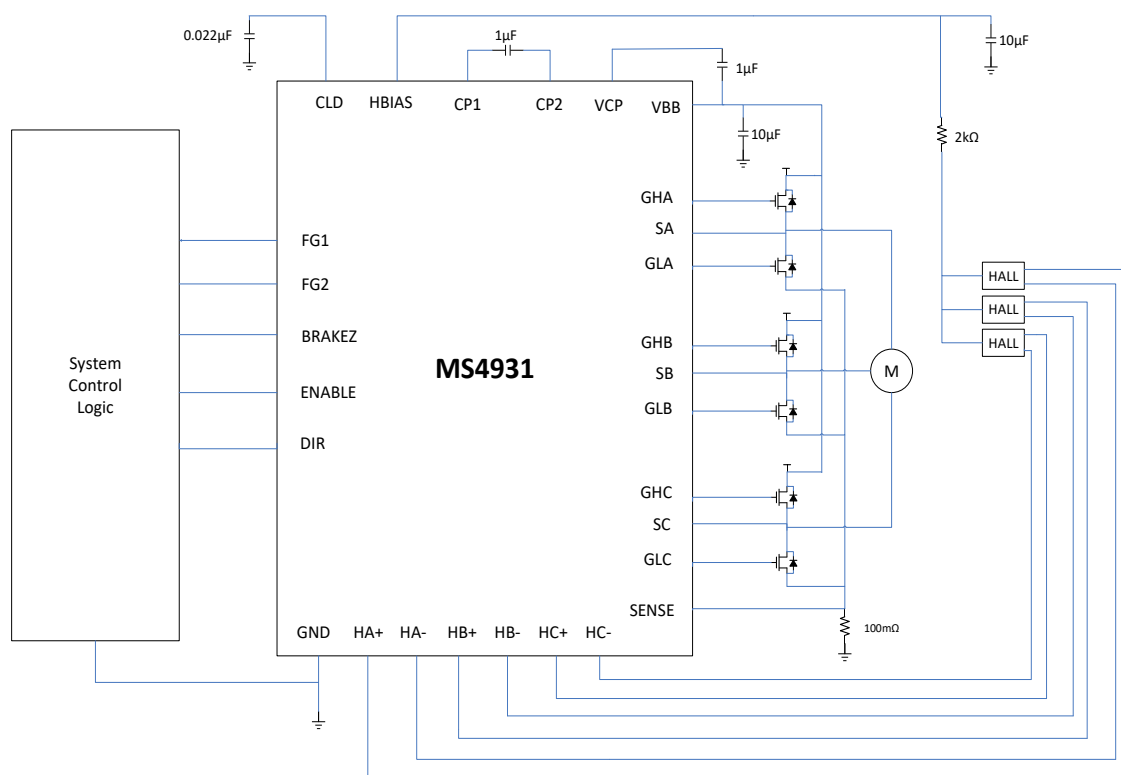 0.022µF
1µF
10µF
1µF
CLD
HBIAS
CP1
CP2
VCP
VBB
10µF
2kΩ
GHA
SA
GLA
FG1
FG2
BRAKEZ
ENABLE
DIR
System
Control
Logic
MS4931
HALL
HALL
HALL
GHB
SB
GLB
M
GHC
SC
GLC
SENSE
100mΩ
GND
HA+
HA-
HB+
HB-
HC+
HC-